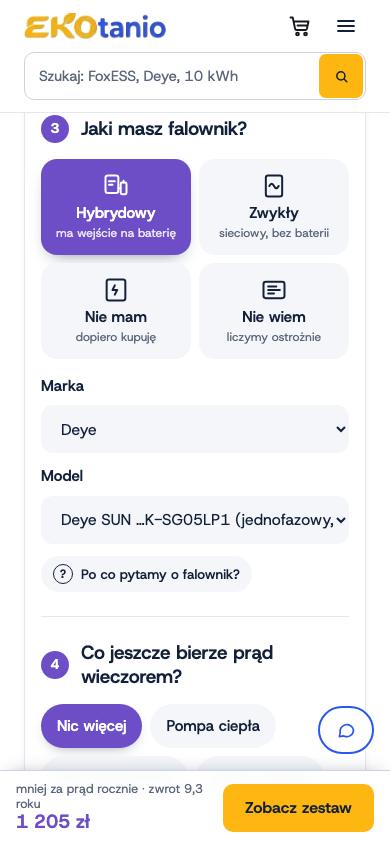 EKOtanio
Szukaj: FoxESS, Deye, 10 kWh
3 Jaki masz falownik?
Hybrydowy
ma wejście na baterię
Zwykły
sieciowy, bez baterii
Nie mam
dopiero kupuję
Nie wiem
liczymy ostrożnie
Marka
Deye
Model
Deye SUN ...K-SG05LP1 (jednofazowy,
? Po co pytamy o falownik?
4 Co jeszcze bierze prąd
wieczorem?
Nic więcej
Pompa ciepła
mniej za prąd rocznie · zwrot 9,3
roku
1 205 zł
Zobacz zestaw